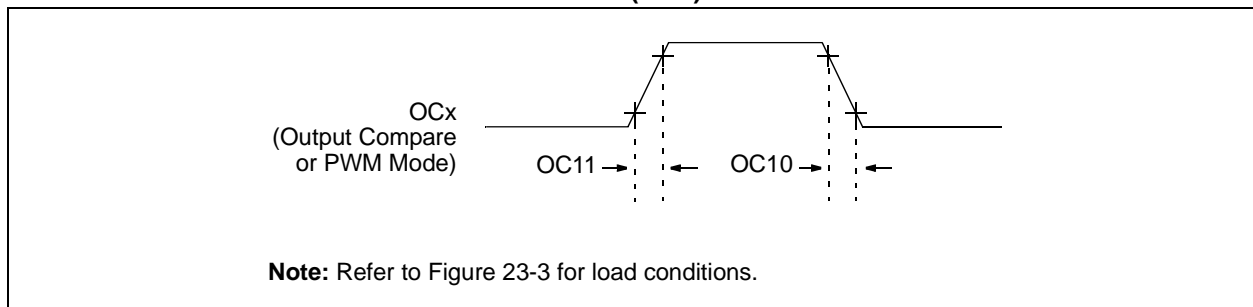 OCx
(Output Compare
or PWM Mode)
OC11
OC10
Note: Refer to Figure 23-3 for load conditions.